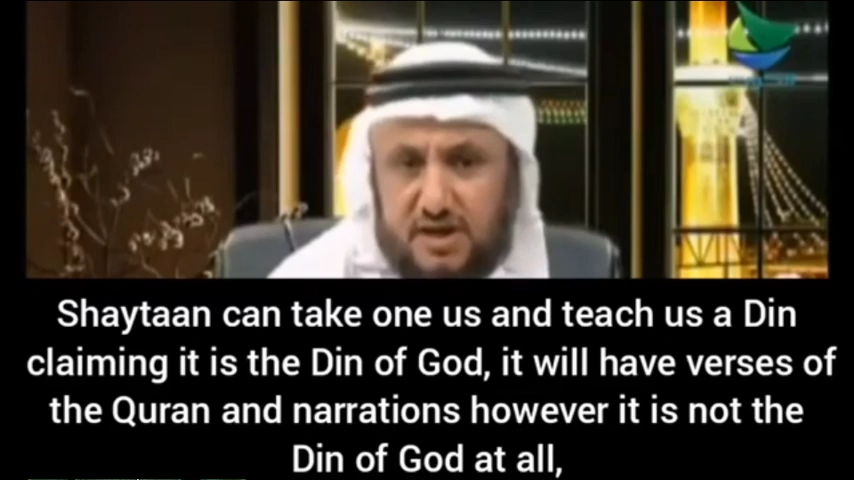 Shaytaan can take one us and teach us a Din
claiming it is the Din of God, it will have verses of
the Quran and narrations however it is not the
Din of God at all,